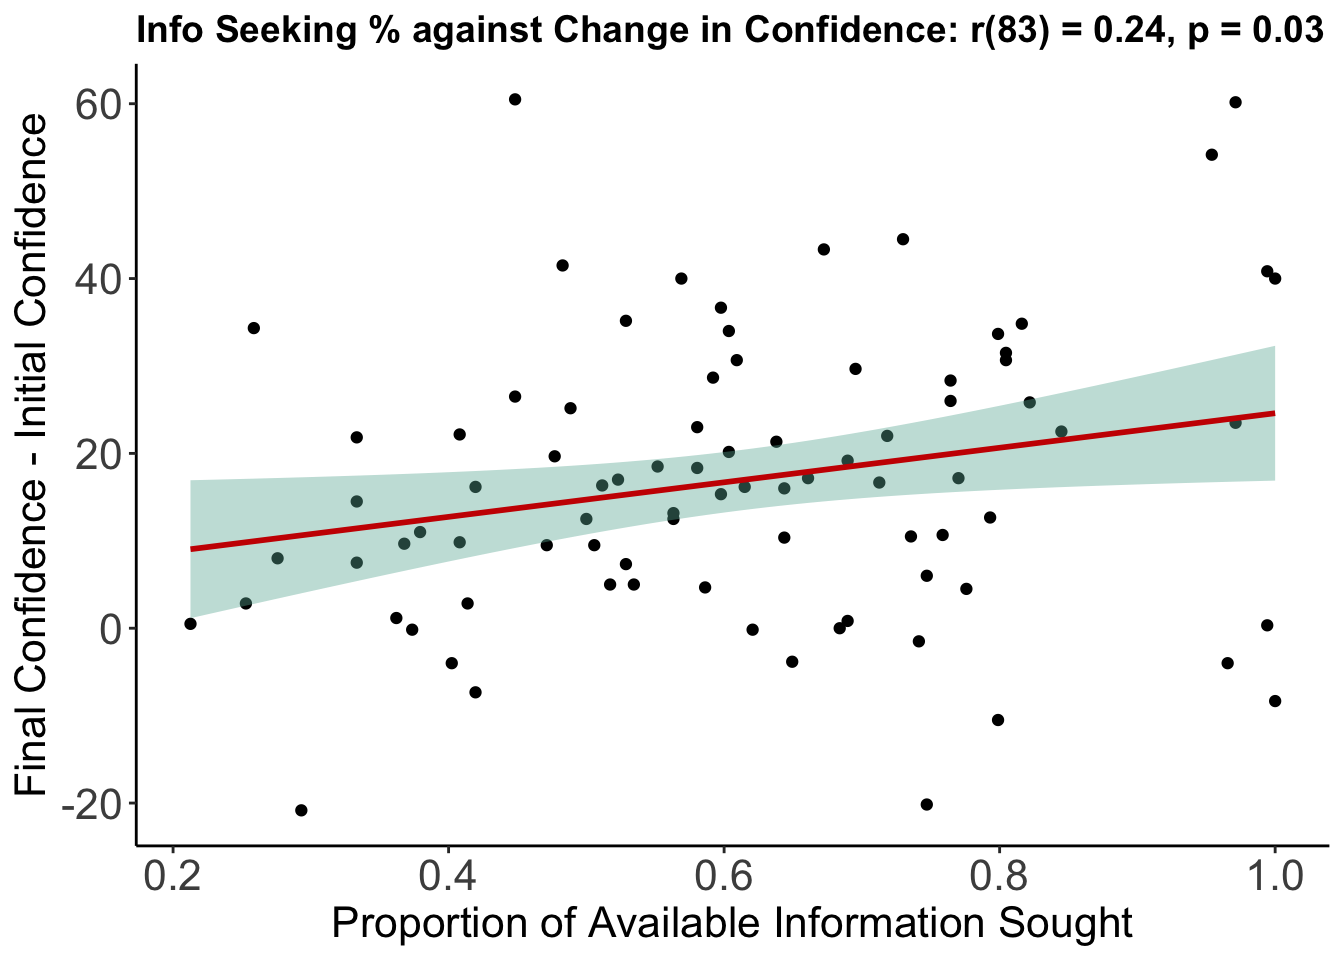 Info Seeking % against Change in Confidence: r(83) = 0.24, p = 0.03
Final Confidence - Initial Confidence
60
40
20
0
-20
0.2 0.4 0.6 0.8 1.0
Proportion of Available Information Sought